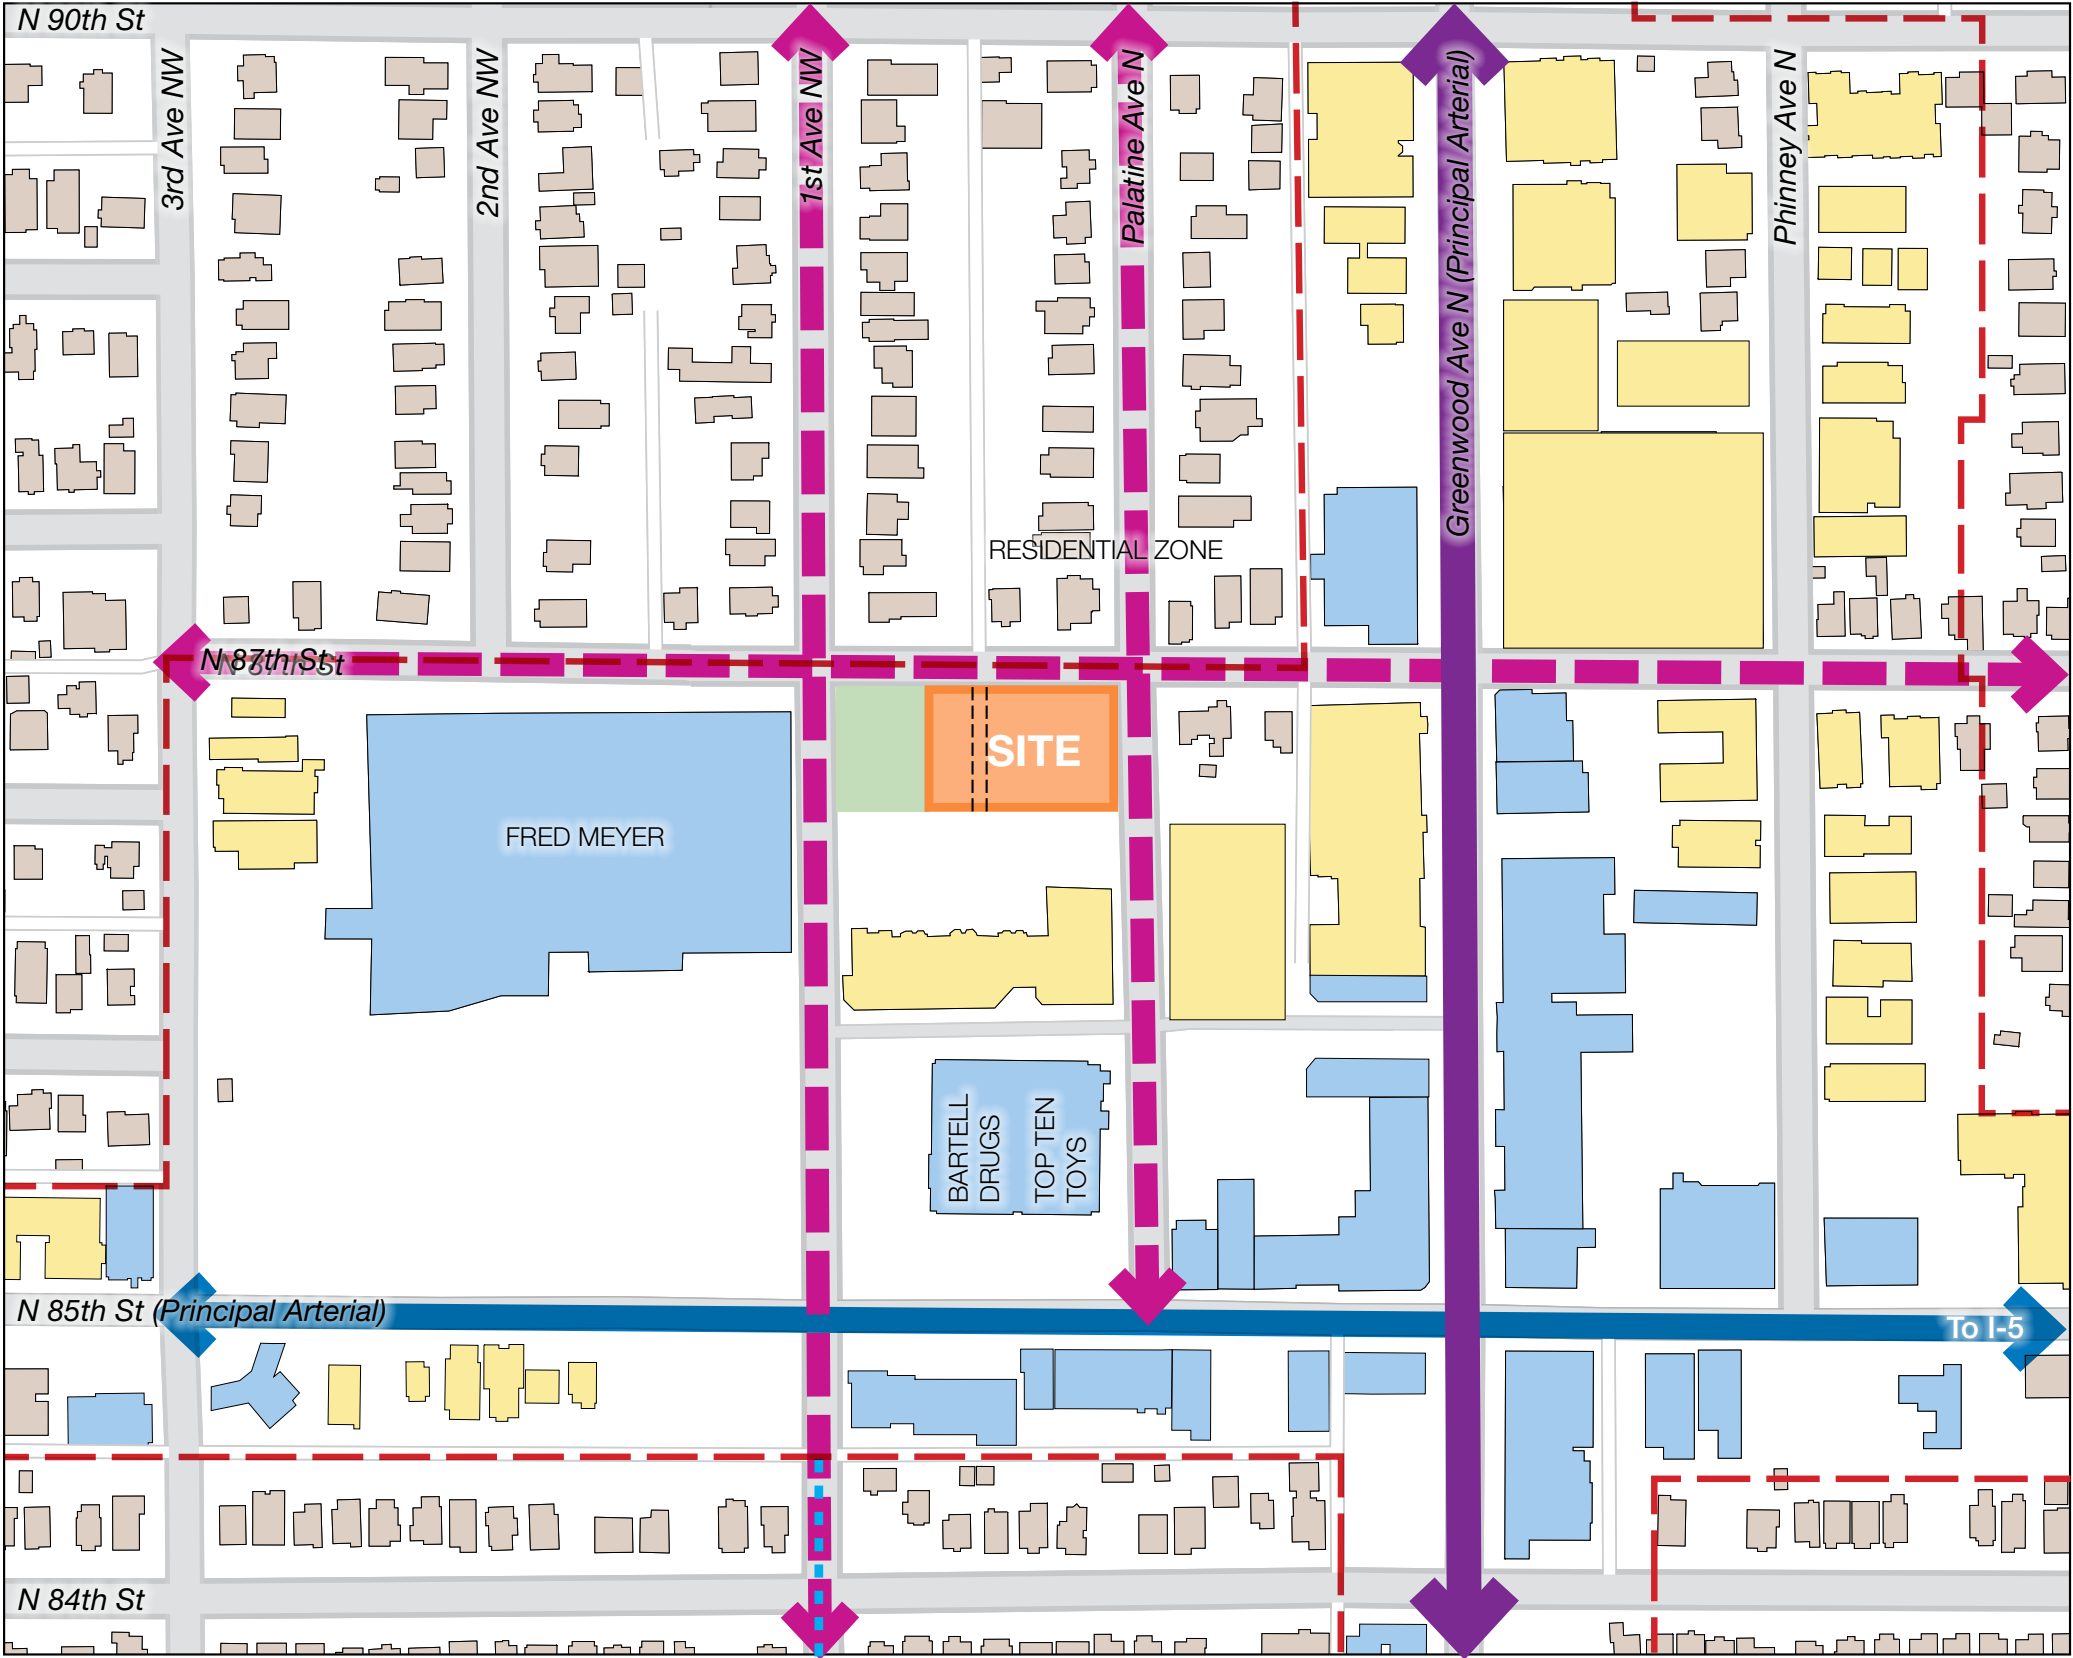 N 90th St
3rd Ave NW
2nd Ave NW
1st Ave NW
Palatine Ave N
Greenwood Ave N (Principal Arterial)
Phinney Ave N
RESIDENTIAL ZONE
N 87th St
SITE
FRED MEYER
BARTELL
DRUGS
TOP TEN
TOYS
N 85th St (Principal Arterial)
To I-5
N 84th St